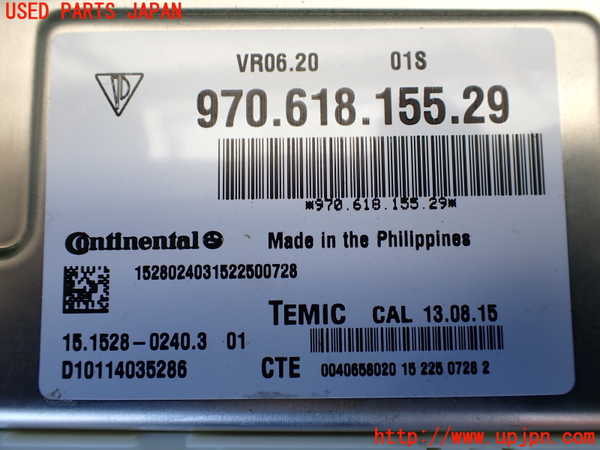 USED PARTS JAPAN
VR06.20 01S
970.618.155.29
*970.618.155.29*
Continental Made in the Philippines
1528024031522500728
TEMIC CAL 13.08.15
15.1528-0240.3 01
D10114035286 CTE 0040658020 15 225 0728 2
http://www.upjpn.com/